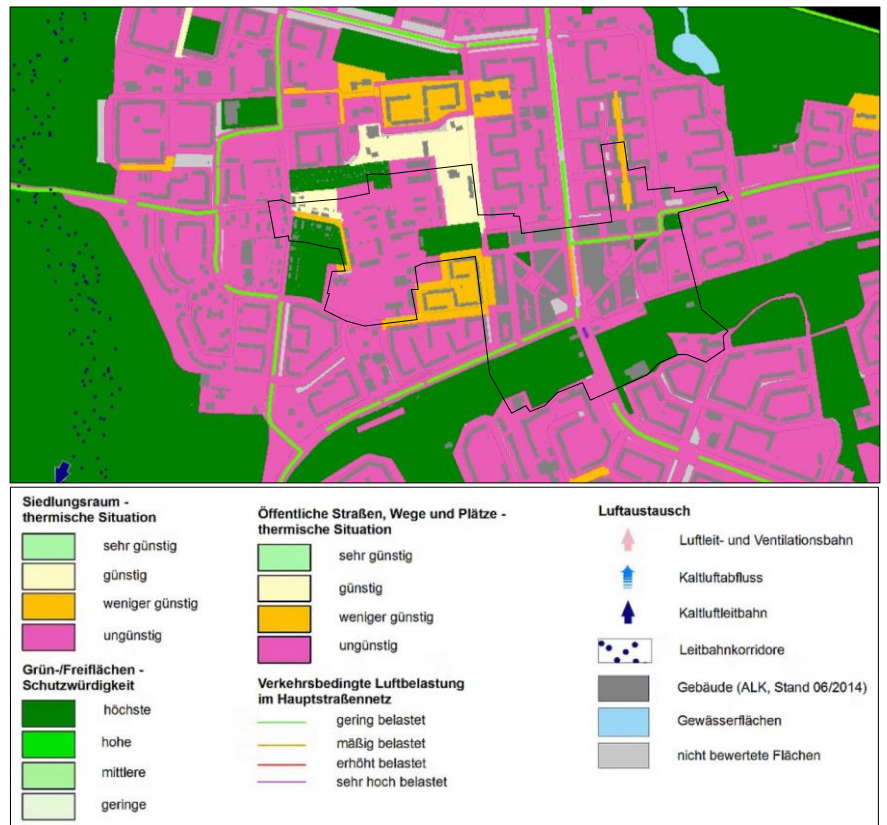 Siedlungsraum -
thermische Situation
sehr günstig
günstig
weniger günstig
ungünstig
Grün-/Freiflächen -
Schutzwürdigkeit
höchste
hohe
mittlere
geringe
Öffentliche Straßen, Wege und Plätze -
thermische Situation
sehr günstig
günstig
weniger günstig
ungünstig
Verkehrsbedingte Luftbelastung
im Hauptstraßennetz
gering belastet
mäßig belastet
erhöht belastet
sehr hoch belastet
Luftaustausch
Luftleit- und Ventilationsbahn
Kaltluftabfluss
Kaltluftleitbahn
Leitbahnkorridore
Gebäude (ALK, Stand 06/2014)
Gewässerflächen
nicht bewertete Flächen